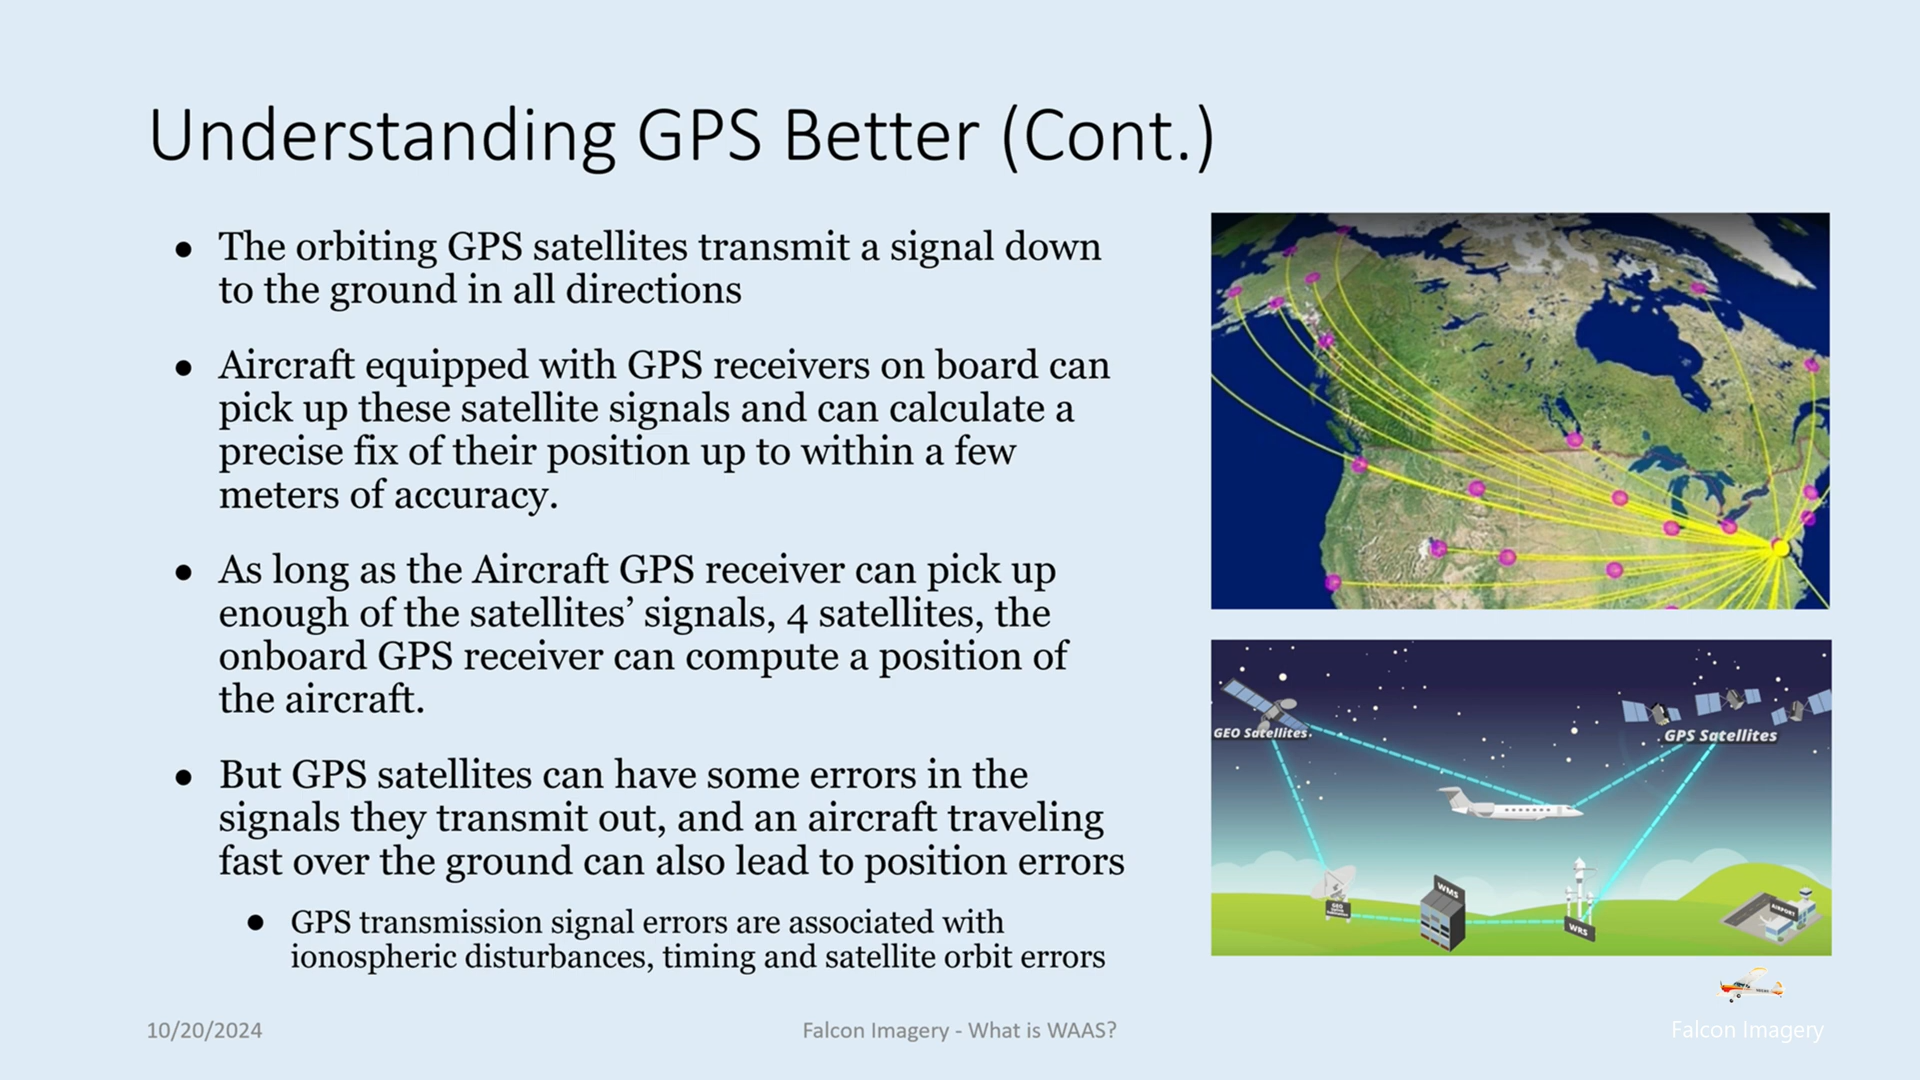 Understanding GPS Better (Cont.)
● The orbiting GPS satellites transmit a signal down
to the ground in all directions
● Aircraft equipped with GPS receivers on board can
pick up these satellite signals and can calculate a
precise fix of their position up to within a few
meters of accuracy.
● As long as the Aircraft GPS receiver can pick up
enough of the satellites’ signals, 4 satellites, the
onboard GPS receiver can compute a position of
the aircraft.
● But GPS satellites can have some errors in the
signals they transmit out, and an aircraft traveling
fast over the ground can also lead to position errors
● GPS transmission signal errors are associated with
ionospheric disturbances, timing and satellite orbit errors
GEO Satellites
GPS Satellites
GEO
WMS
WRS
AIRPORT
10/20/2024
Falcon Imagery - What is WAAS?
Falcon Imagery